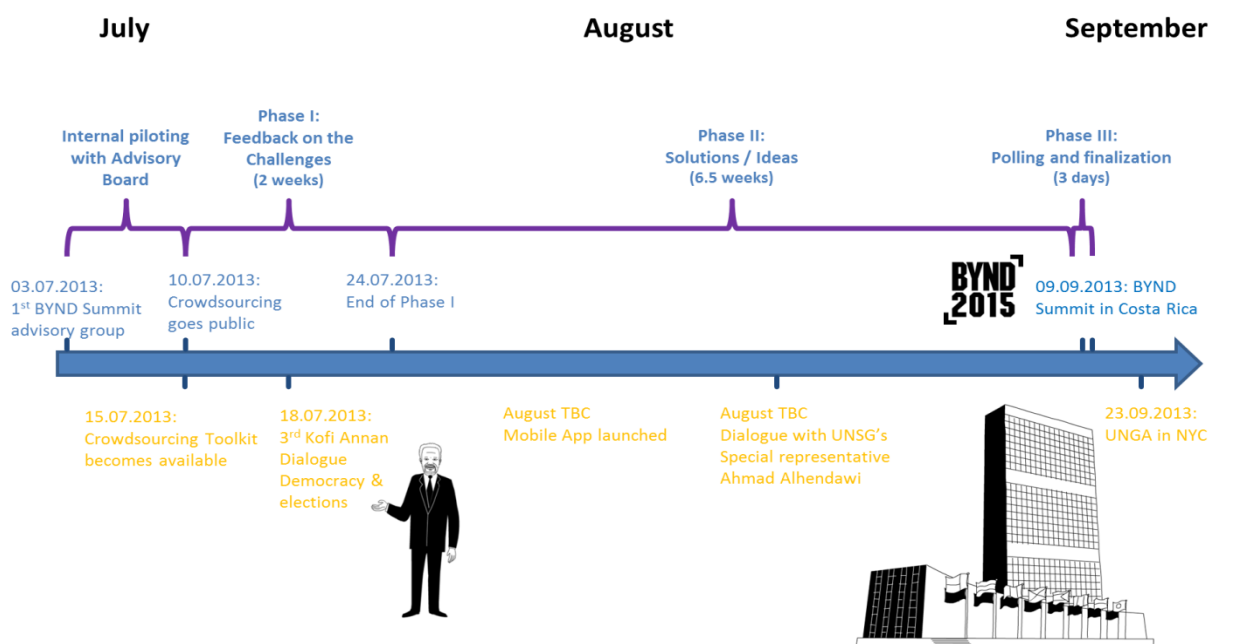 July
August
September
Internal piloting
with Advisory
Board
Phase I:
Feedback on the
Challenges
(2 weeks)
Phase II:
Solutions / Ideas
(6.5 weeks)
Phase III:
Polling and finalization
(3 days)
03.07.2013:
1st BYND Summit
advisory group
10.07.2013:
Crowdsourcing
goes public
24.07.2013:
End of Phase I
BYND
2015
09.09.2013: BYND
Summit in Costa Rica
15.07.2013:
Crowdsourcing Toolkit
becomes available
18.07.2013:
3rd Kofi Annan
Dialogue
Democracy &
elections
August TBC
Mobile App launched
August TBC
Dialogue with UNSG’s
Special representative
Ahmad Alhendawi
23.09.2013:
UNGA in NYC